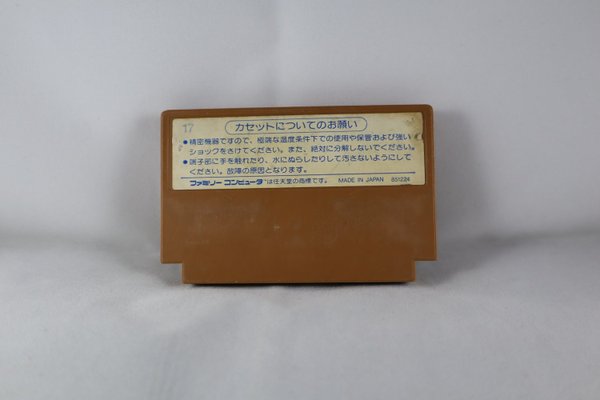 17
カセットについてのお願い
●精密機器ですので、極端な温度条件下での使用や保管および強い
ショックをさけてください。また、絶対に分解しないでください。
●端子部に手を触れたり、水にぬらしたりして汚さないようにして
ください。故障の原因となります。
ファミリーコンピュータ は任天堂の商標です。 MADE IN JAPAN 851224